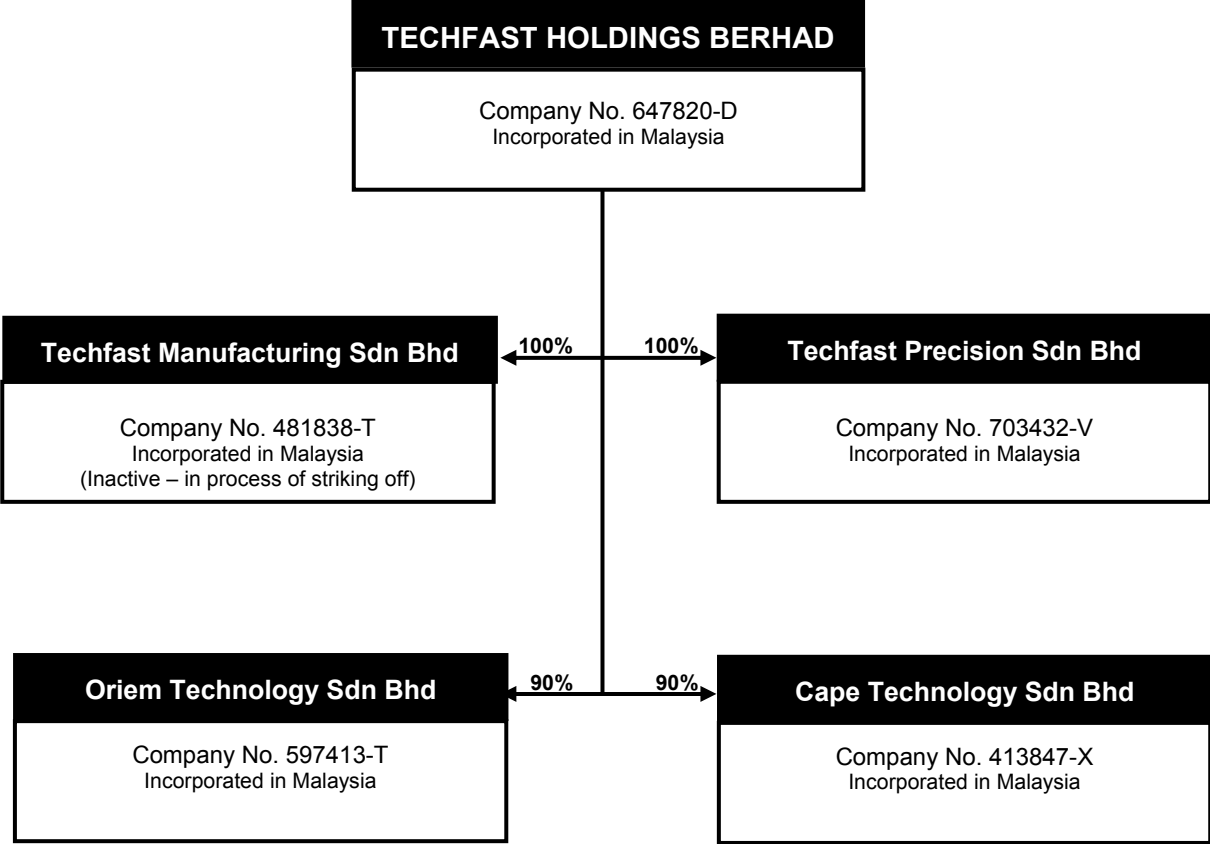 TECHFAST HOLDINGS BERHAD
Company No. 647820-D
Incorporated in Malaysia
Techfast Manufacturing Sdn Bhd
100%
100%
Techfast Precision Sdn Bhd
Company No. 481838-T
Incorporated in Malaysia
(Inactive – in process of striking off)
Company No. 703432-V
Incorporated in Malaysia
Oriem Technology Sdn Bhd
90%
90%
Cape Technology Sdn Bhd
Company No. 597413-T
Incorporated in Malaysia
Company No. 413847-X
Incorporated in Malaysia